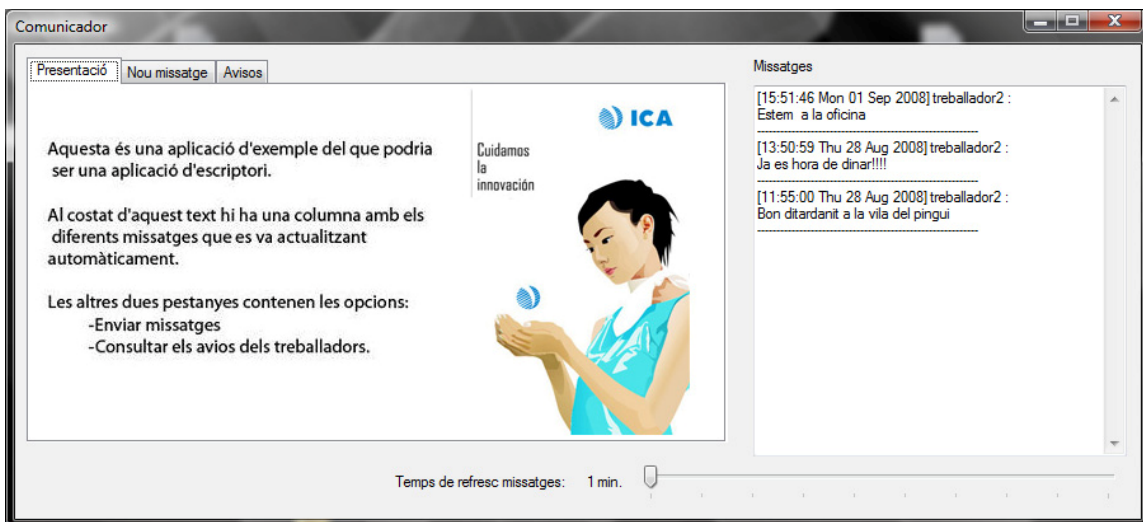 Comunicador
Presentació
Nou missatge
Avisos
Aquesta és una aplicació d'exemple del que podria
ser una aplicació d'escriptori.
Al costat d'aquest text hi ha una columna amb els
diferents missatges que es va actualitzant
automàticament.
Les altres dues pestanyes contenen les opcions:
-Enviar missatges
-Consultar els avios dels treballadors.
ICA
Cuidamos
la
innovación
Missatges
[15:51:46 Mon 01 Sep 2008] treballador2 :
Estem a la oficina
[13:50:59 Thu 28 Aug 2008] treballador2 :
Ja es hora de dinar!!!!
[11:55:00 Thu 28 Aug 2008] treballador2 :
Bon ditardanit a la vila del pingui
Temps de refresc missatges: 1 min.